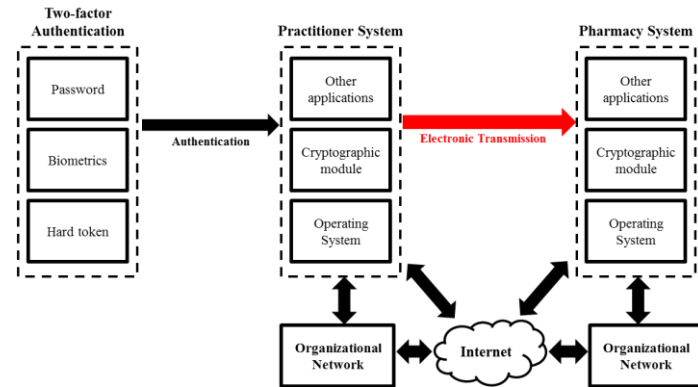 Two-factor
Authentication
Password
Biometrics
Hard token
Authentication
Practitioner System
Other
applications
Cryptographic
module
Operating
System
Electronic Transmission
Pharmacy System
Other
applications
Cryptographic
module
Operating
System
Organizational
Network
Internet
Organizational
Network